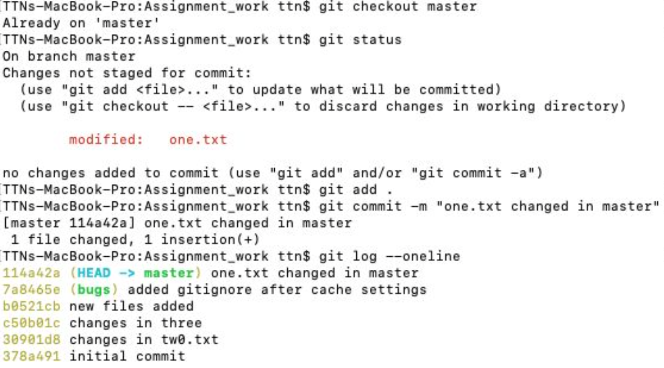 [TTNs-MacBook-Pro:Assignment_work ttn$ git checkout master
Already on 'master'
[TTNs-MacBook-Pro:Assignment_work ttn$ git status
On branch master
Changes not staged for commit:
  (use "git add <file>..." to update what will be committed)
  (use "git checkout -- <file>..." to discard changes in working directory)
        modified:   one.txt
no changes added to commit (use "git add" and/or "git commit -a")
[TTNs-MacBook-Pro:Assignment_work ttn$ git add .
[TTNs-MacBook-Pro:Assignment_work ttn$ git commit -m "one.txt changed in master"
[master 114a42a] one.txt changed in master
 1 file changed, 1 insertion(+)
[TTNs-MacBook-Pro:Assignment_work ttn$ git log --oneline
114a42a (HEAD -> master) one.txt changed in master
7a8465e (bugs) added gitignore after cache settings
b0521cb new files added
c50b01c changes in three
30901d8 changes in tw0.txt
378a491 initial commit